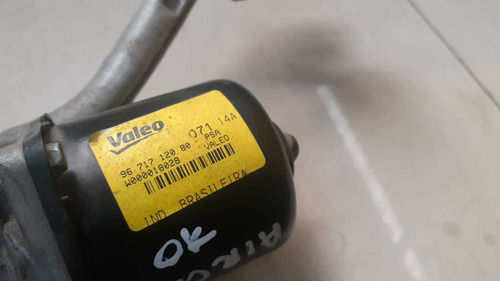 Valeo
071 14A
96 717 120 80 PSA
W000018028 VALEO
IND. BRASILEIRA
OK